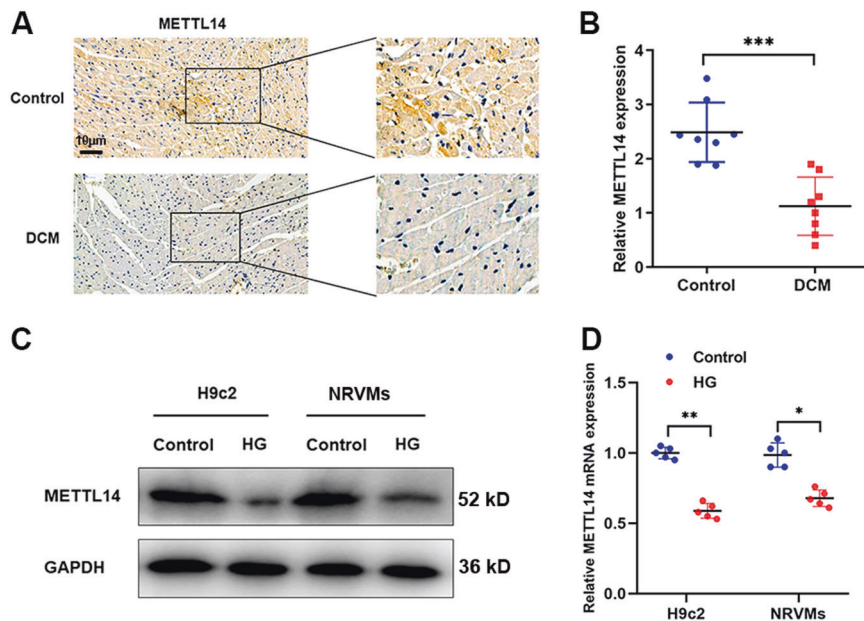 A
METTL14
Control
10μm
DCM
B
***
Relative METTL14 expression
4
3
2
1
0
Control
DCM
C
H9c2
NRVMs
Control
HG
Control
HG
METTL14
52 kD
GAPDH
36 kD
D
Control
HG
Relative METTL14 mRNA expression
1.5
1.0
0.5
0.0
**
*
H9c2
NRVMs